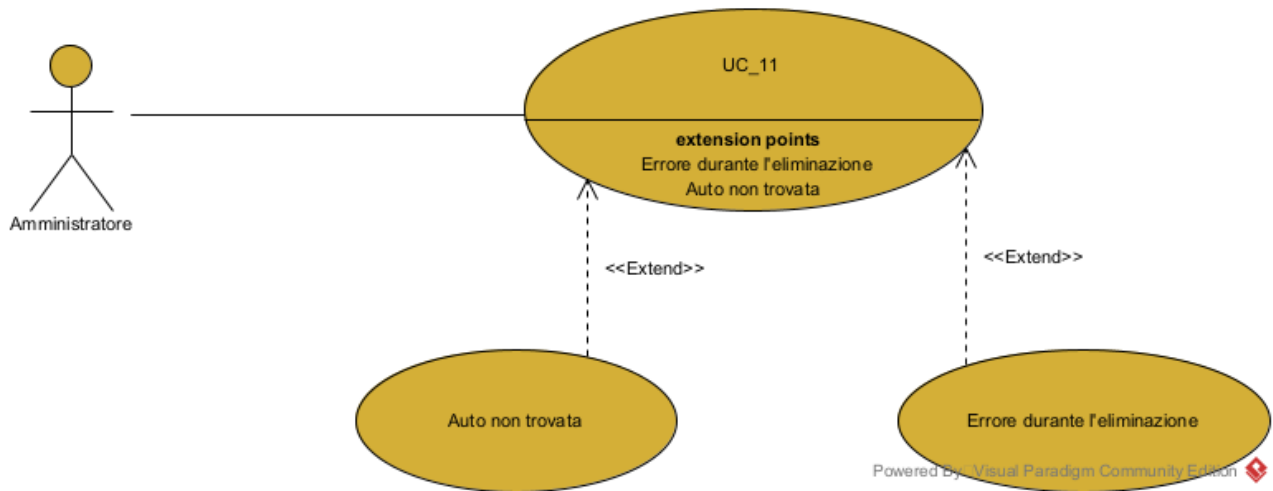 UC_11
extension points
Errore durante l'eliminazione
Auto non trovata
Amministratore
<<Extend>>
<<Extend>>
Auto non trovata
Errore durante l'eliminazione
Powered By: Visual Paradigm Community Edition